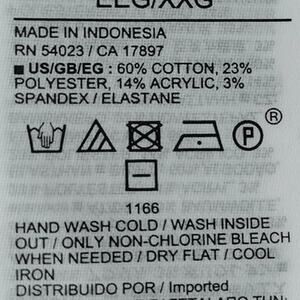 EEG/XXG
MADE IN INDONESIA
RN 54023 / CA 17897
■ US/GB/EG : 60% COTTON, 23%
POLYESTER, 14% ACRYLIC, 3%
SPANDEX / ELASTANE
P ®
1166
HAND WASH COLD / WASH INSIDE
OUT / ONLY NON-CHLORINE BLEACH
WHEN NEEDED / DRY FLAT / COOL
IRON
DISTRIBUIDO POR / Imported